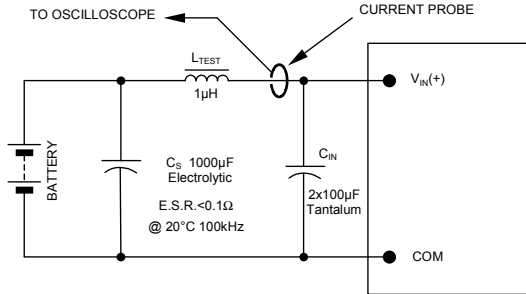 TO OSCILLOSCOPE
CURRENT PROBE
LTEST
1µH
VIN(+)
BATTERY
CS 1000µF
Electrolytic
E.S.R.<0.1Ω
@ 20°C 100kHz
CIN
2x100µF
Tantalum
COM